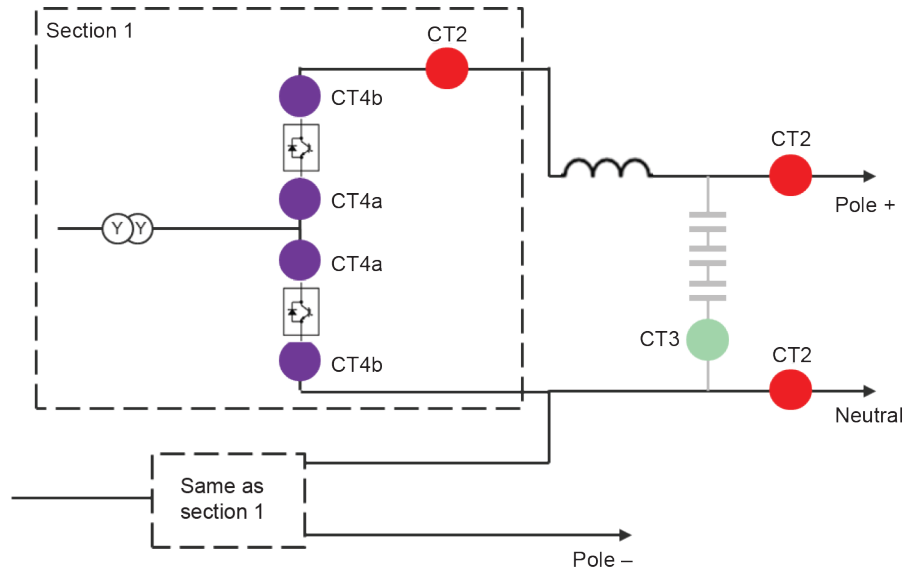 Section 1
CT2
CT4b
CT2
CT4a
Pole +
Y Y
CT4a
CT3
CT2
CT4b
Neutral
Same as
section 1
Pole –